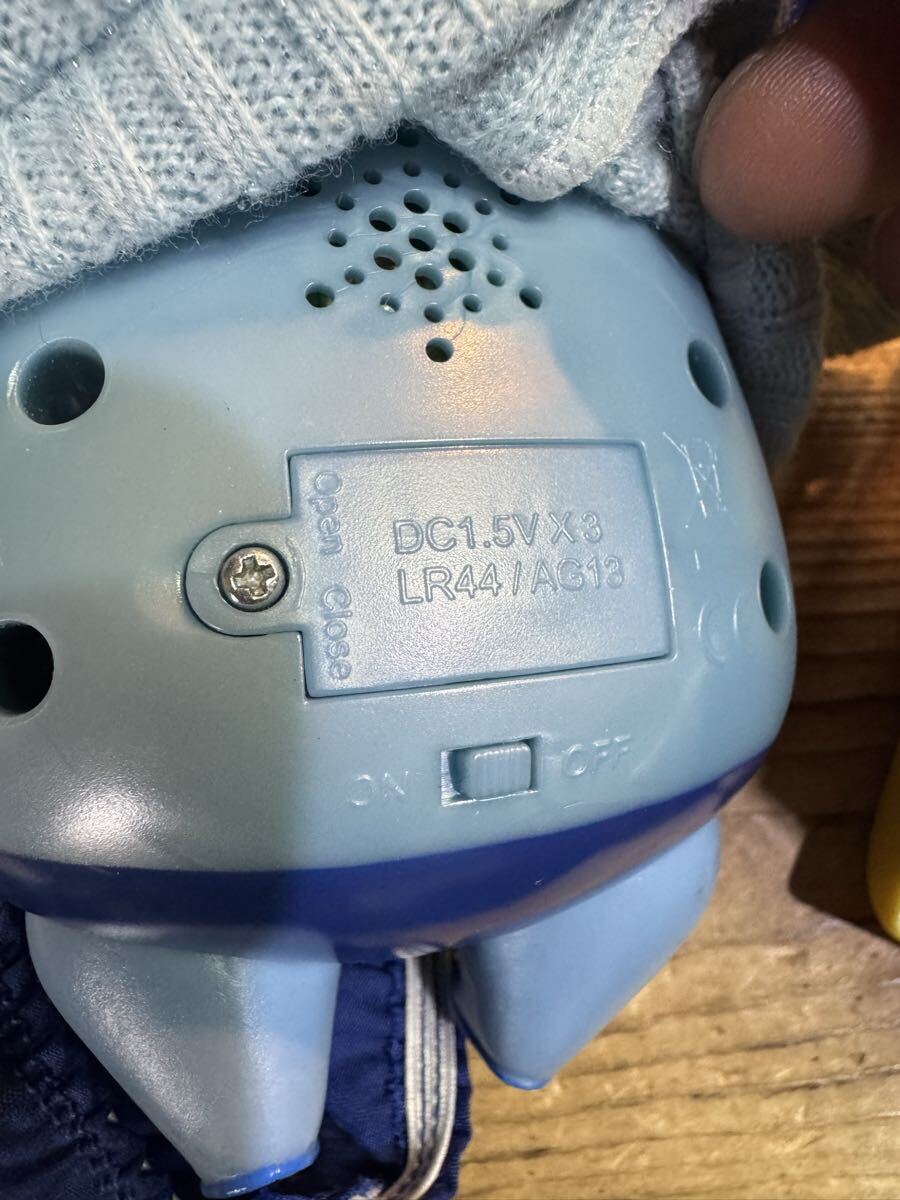 Open Close
DC1.5V X 3
LR44 / AG13
ON
OFF